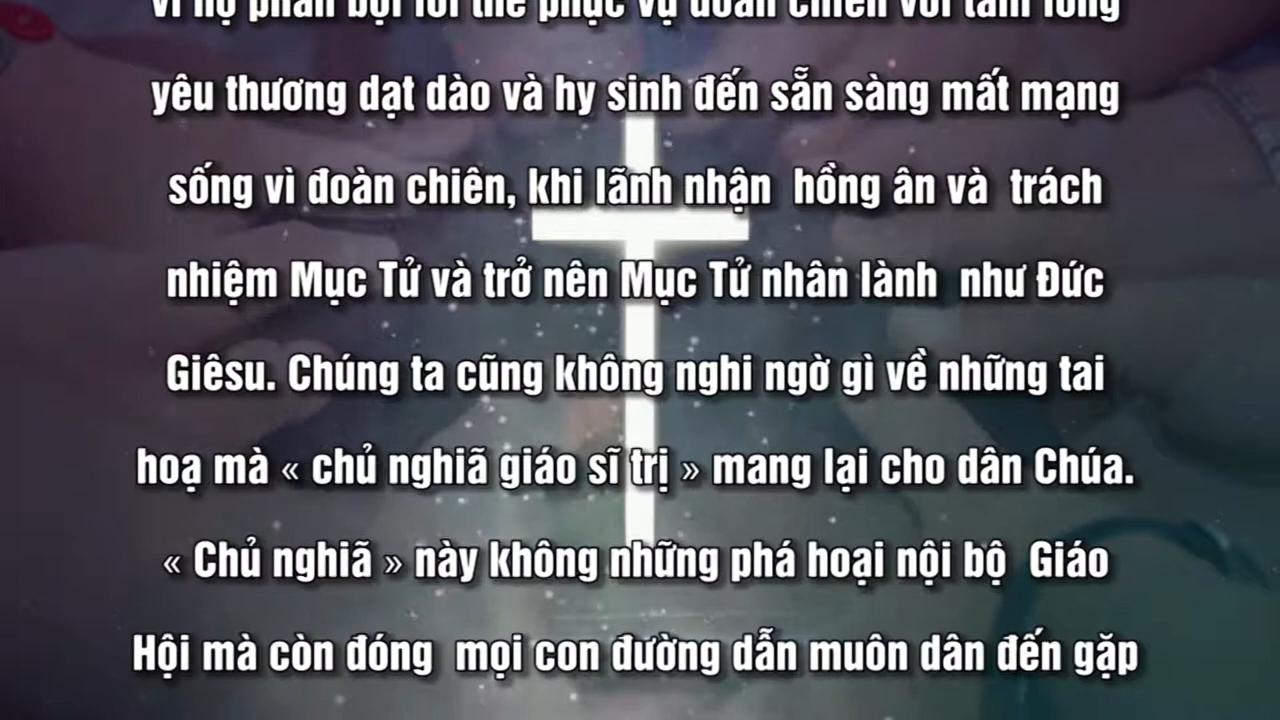 vì họ phản bội lời thề phục vụ đoàn chiên với tấm lòng
yêu thương dạt dào và hy sinh đến sẵn sàng mất mạng
sống vì đoàn chiên, khi lãnh nhận hồng ân và trách
nhiệm Mục Tử và trở nên Mục Tử nhân lành như Đức
Giêsu. Chúng ta cũng không nghi ngờ gì về những tai
hoạ mà « chủ nghiã giáo sĩ trị » mang lại cho dân Chúa.
« Chủ nghiã » này không những phá hoại nội bộ Giáo
Hội mà còn đóng mọi con đường dẫn muôn dân đến gặp